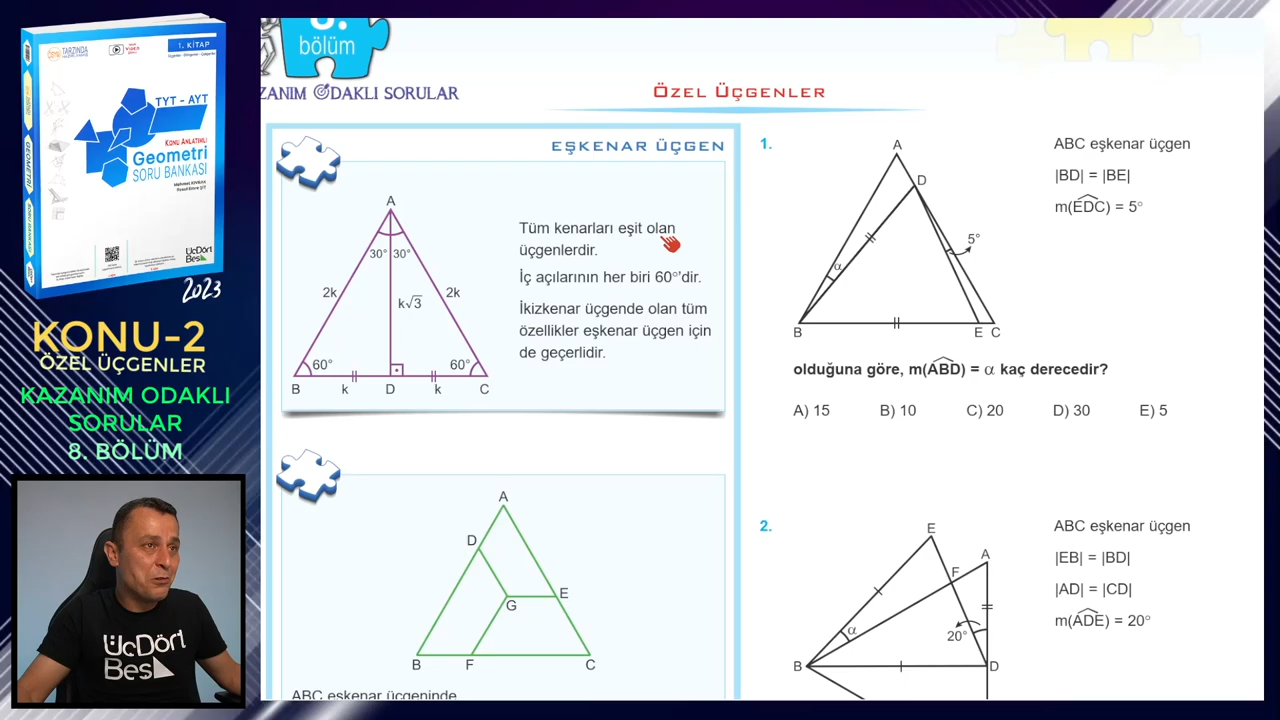 1. KİTAP
TYT - AYT
KONU ANLATIMLI
Geometri
SORU BANKASI
ÜçDört
Beş
2023
KONU-2
ÖZEL ÜÇGENLER
KAZANIM ODAKLI
SORULAR
8. BÖLÜM
ÜçDört
Beş
bölüm
ZANIM ODAKLI SORULAR
ÖZEL ÜÇGENLER
EŞKENAR ÜÇGEN
A
30° 30°
2k
2k
k√3
60°
60°
B
k
D
k
C
Tüm kenarları eşit olan
üçgenlerdir.
İç açılarının her biri 60°'dir.
İkizkenar üçgende olan tüm
özellikler eşkenar üçgen için
de geçerlidir.
A
D
G
E
B
F
C
ABC eşkenar üçgeninde
1.
A
D
5°
α
B
E C
ABC eşkenar üçgen
|BD| = |BE|
m(EDC) = 5°
olduğuna göre, m(ABD) = α kaç derecedir?
A) 15 B) 10 C) 20 D) 30 E) 5
2.
E
A
F
α
20°
B
D
ABC eşkenar üçgen
|EB| = |BD|
|AD| = |CD|
m(ADE) = 20°